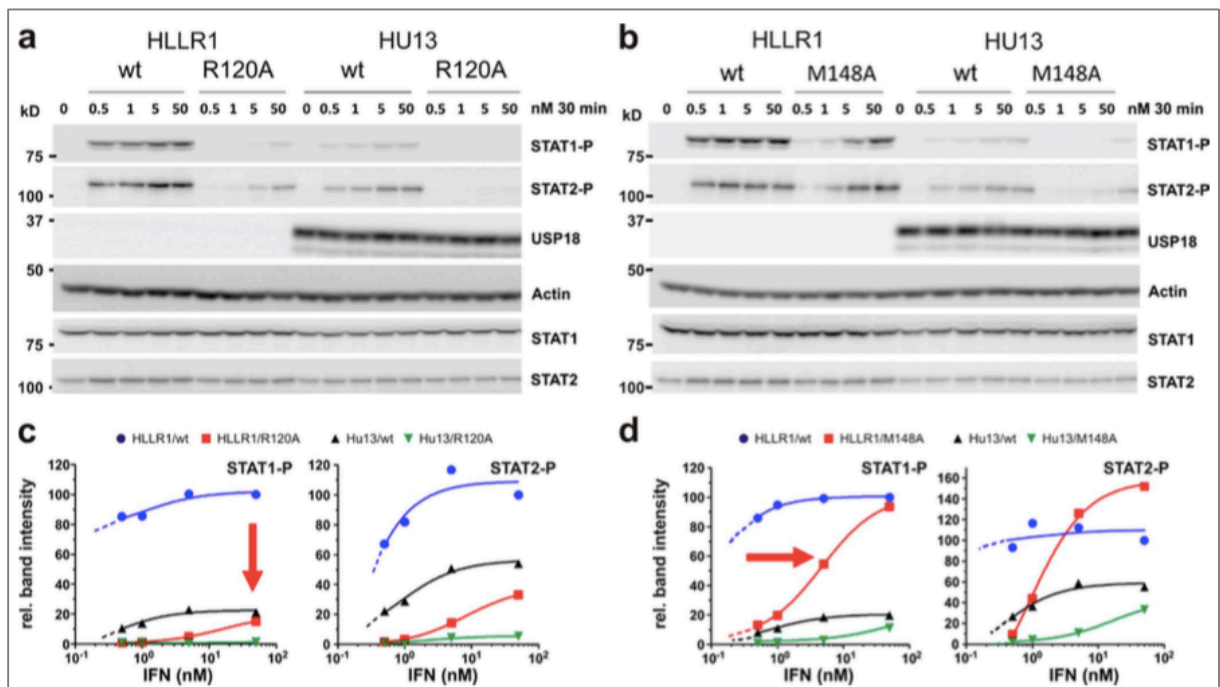 a
HLLR1 HU13
wt R120A wt R120A
kD 0 0.5 1 5 50 0.5 1 5 50 0 0.5 1 5 50 0.5 1 5 50 nM 30 min
STAT1-P
75
STAT2-P
100
37
USP18
50
Actin
STAT1
75
STAT2
100
b
HLLR1 HU13
wt M148A wt M148A
kD 0 0.5 1 5 50 0.5 1 5 50 0 0.5 1 5 50 0.5 1 5 50 nM 30 min
STAT1-P
75
STAT2-P
100
37
USP18
50
Actin
STAT1
75
STAT2
100
c
HLLR1/wt HLLR1/R120A Hu13/wt Hu13/R120A
STAT1-P
rel. band intensity
120
100
80
60
40
20
0
10-1 100 101 102
IFN (nM)
STAT2-P
120
100
80
60
40
20
0
10-1 100 101 102
IFN (nM)
d
HLLR1/wt HLLR1/M148A Hu13/wt Hu13/M148A
STAT1-P
rel. band intensity
120
100
80
60
40
20
0
10-1 100 101 102
IFN (nM)
STAT2-P
160
140
120
100
80
60
40
20
0
10-1 100 101 102
IFN (nM)